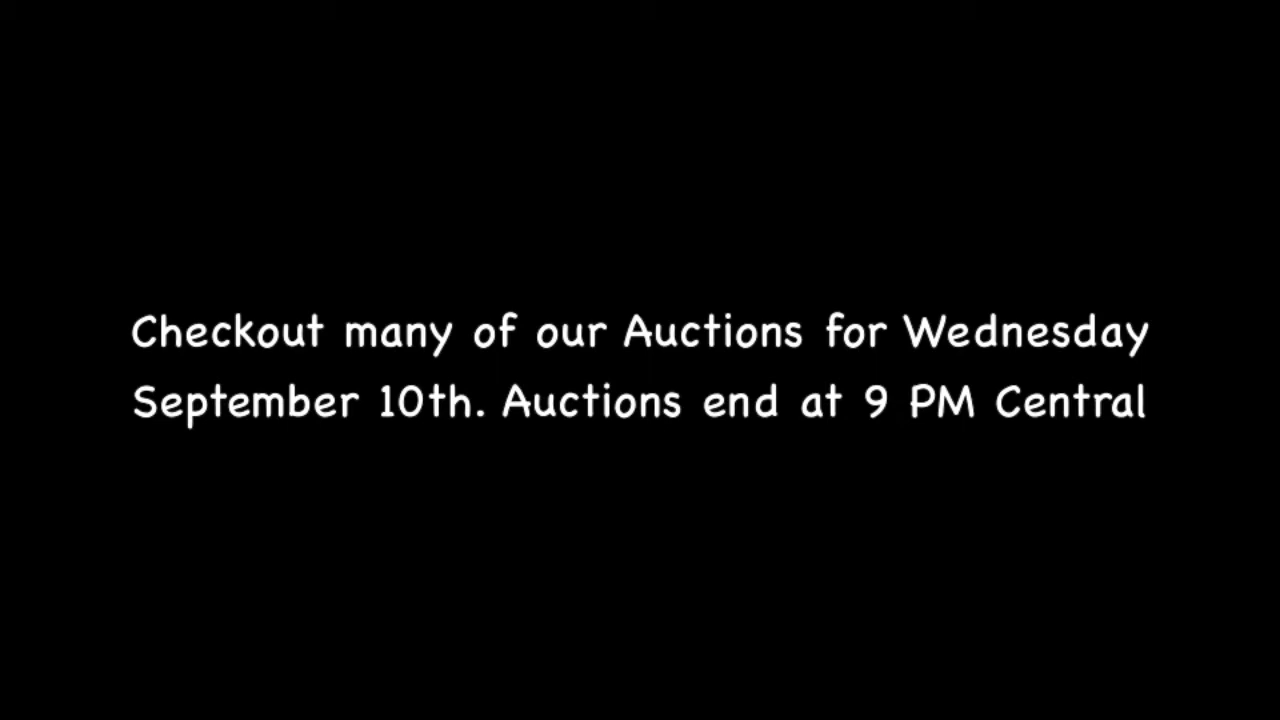 Checkout many of our Auctions for Wednesday
September 10th. Auctions end at 9 PM Central